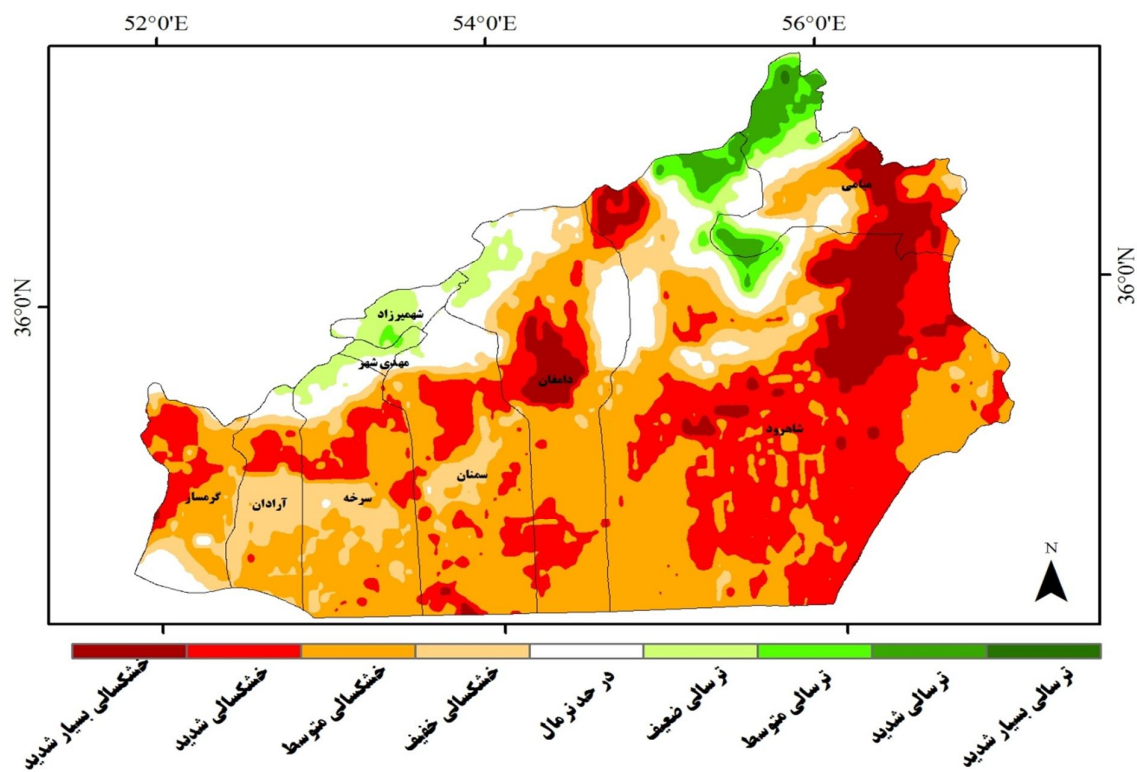 52°0'E 54°0'E 56°0'E
36°0'N
36°0'N
میامی
شهمیرزاد
مهدی شهر
دامغان
شاهرود
سمنان
سرخه
آرادان
گرمسار
N
خشکسالی بسیار شدید
خشکسالی شدید
خشکسالی متوسط
خشکسالی خفیف
در حد نرمال
ترسالی ضعیف
ترسالی متوسط
ترسالی شدید
ترسالی بسیار شدید